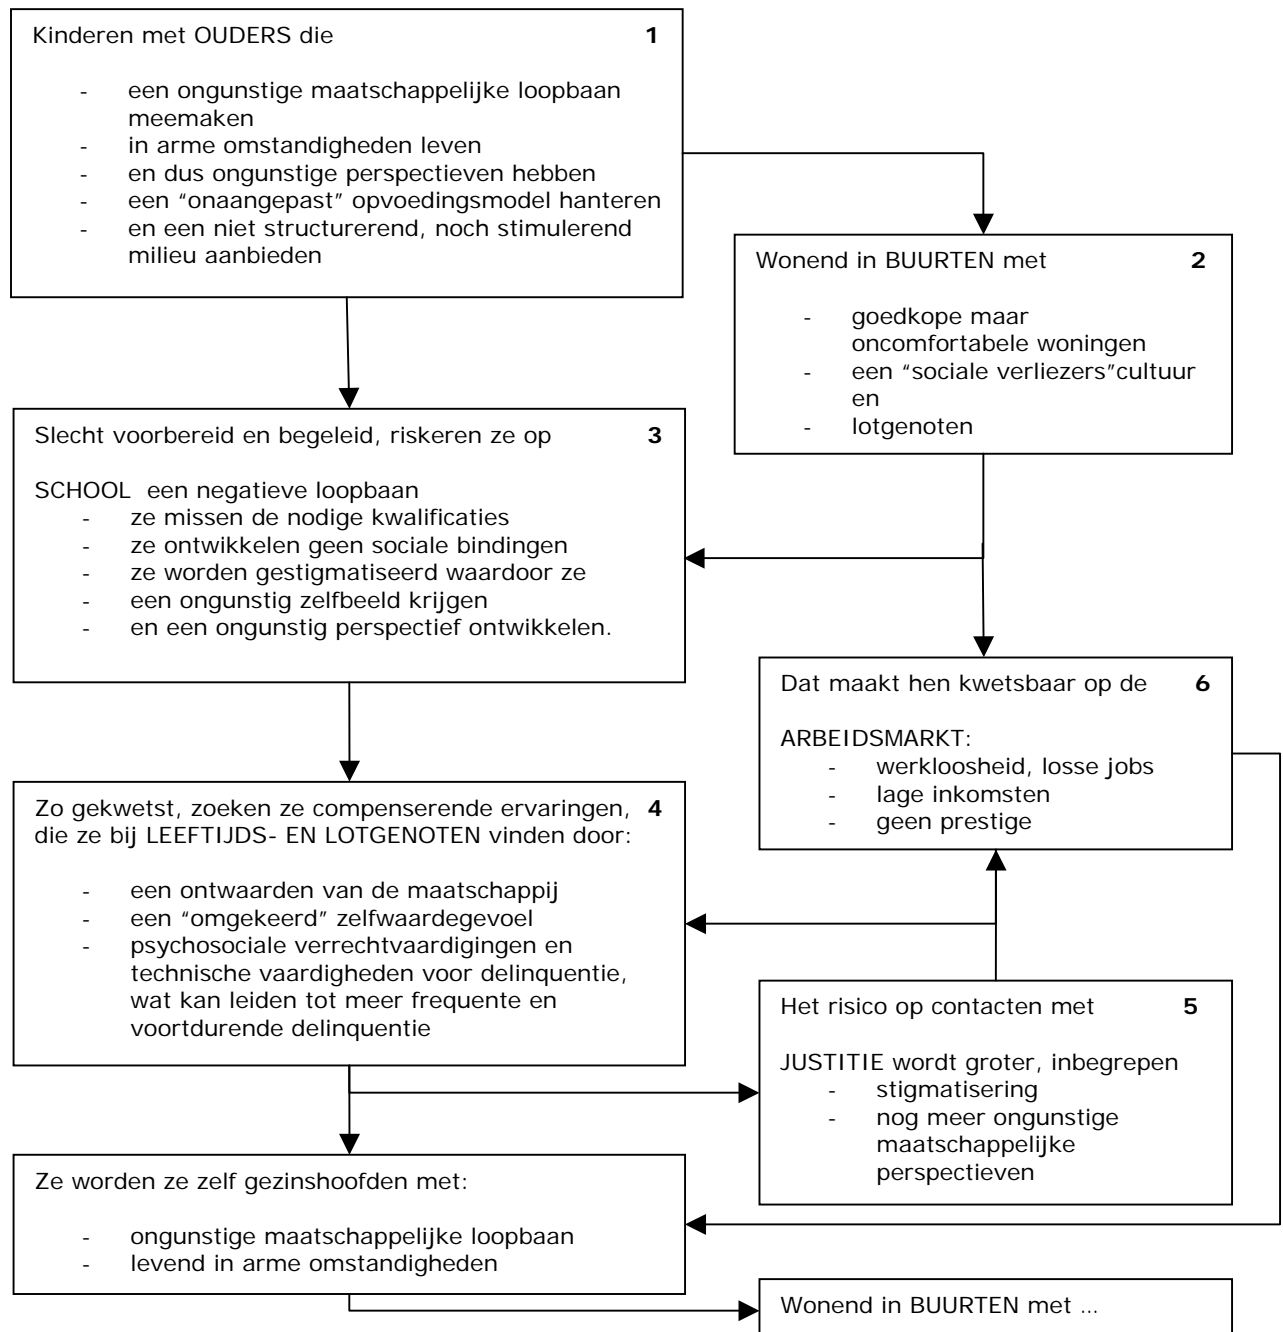 Kinderen met OUDERS die 1
- een ongunstige maatschappelijke loopbaan
meemaken
- in arme omstandigheden leven
- en dus ongunstige perspectieven hebben
- een “onaangepast” opvoedingsmodel hanteren
- en een niet structurerend, noch stimulerend
milieu aanbieden
Wonend in BUURTEN met 2
- goedkope maar
oncomfortabele woningen
- een “sociale verliezers”cultuur
en
- lotgenoten
Slecht voorbereid en begeleid, riskeren ze op 3
SCHOOL een negatieve loopbaan
- ze missen de nodige kwalificaties
- ze ontwikkelen geen sociale bindingen
- ze worden gestigmatiseerd waardoor ze
- een ongunstig zelfbeeld krijgen
- en een ongunstig perspectief ontwikkelen.
Zo gekwetst, zoeken ze compenserende ervaringen, 4
die ze bij LEEFTIJDS- EN LOTGENOTEN vinden door:
- een ontwaarden van de maatschappij
- een “omgekeerd” zelfwaardegevoel
- psychosociale verrechtvaardigingen en
technische vaardigheden voor delinquentie,
wat kan leiden tot meer frequente en
voortdurende delinquentie
Het risico op contacten met 5
JUSTITIE wordt groter, inbegrepen
- stigmatisering
- nog meer ongunstige
maatschappelijke
perspectieven
Dat maakt hen kwetsbaar op de 6
ARBEIDSMARKT:
- werkloosheid, losse jobs
- lage inkomsten
- geen prestige
Ze worden ze zelf gezinshoofden met:
- ongunstige maatschappelijke loopbaan
- levend in arme omstandigheden
Wonend in BUURTEN met …